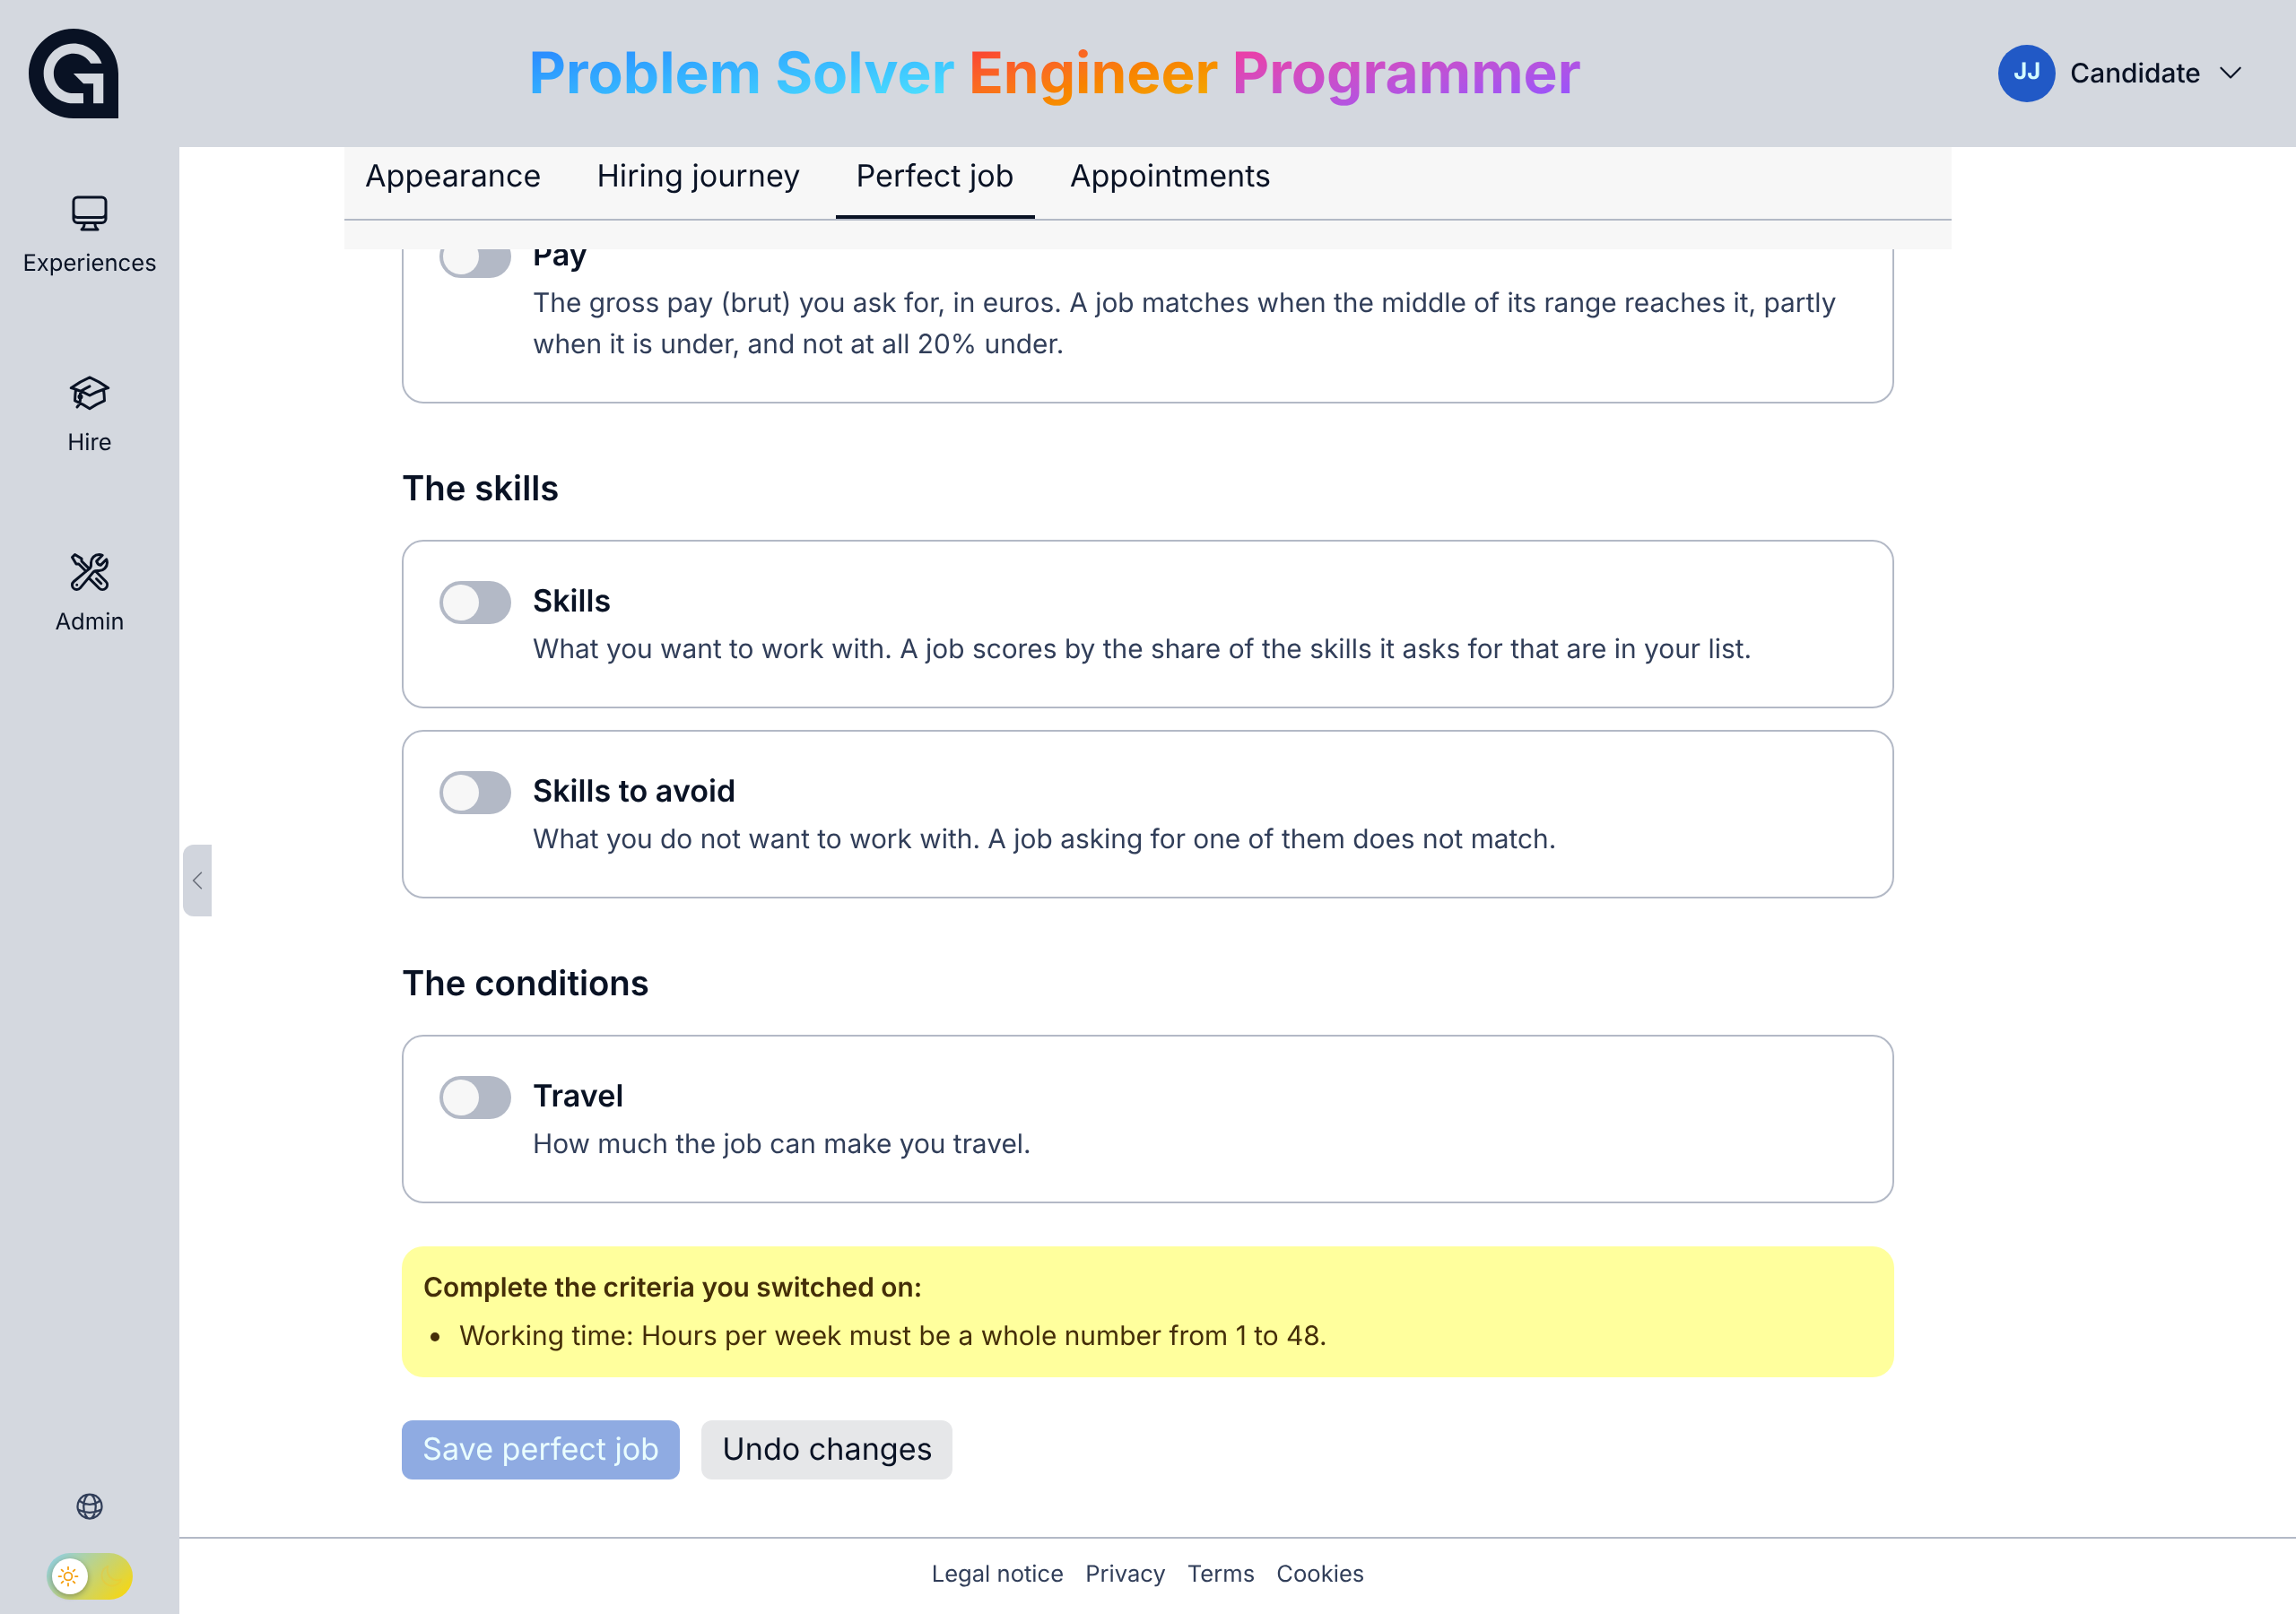 Problem Solver Engineer Programmer
JJ Candidate
Appearance Hiring journey Perfect job Appointments
Experiences
Hire
Admin
Pay
The gross pay (brut) you ask for, in euros. A job matches when the middle of its range reaches it, partly
when it is under, and not at all 20% under.
The skills
Skills
What you want to work with. A job scores by the share of the skills it asks for that are in your list.
Skills to avoid
What you do not want to work with. A job asking for one of them does not match.
The conditions
Travel
How much the job can make you travel.
Complete the criteria you switched on:
• Working time: Hours per week must be a whole number from 1 to 48.
Save perfect job Undo changes
Legal notice Privacy Terms Cookies